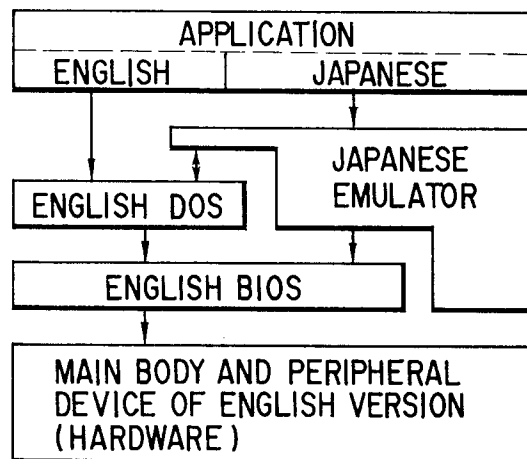 APPLICATION
ENGLISH
JAPANESE
JAPANESE
EMULATOR
ENGLISH DOS
ENGLISH BIOS
MAIN BODY AND PERIPHERAL
DEVICE OF ENGLISH VERSION
(HARDWARE)